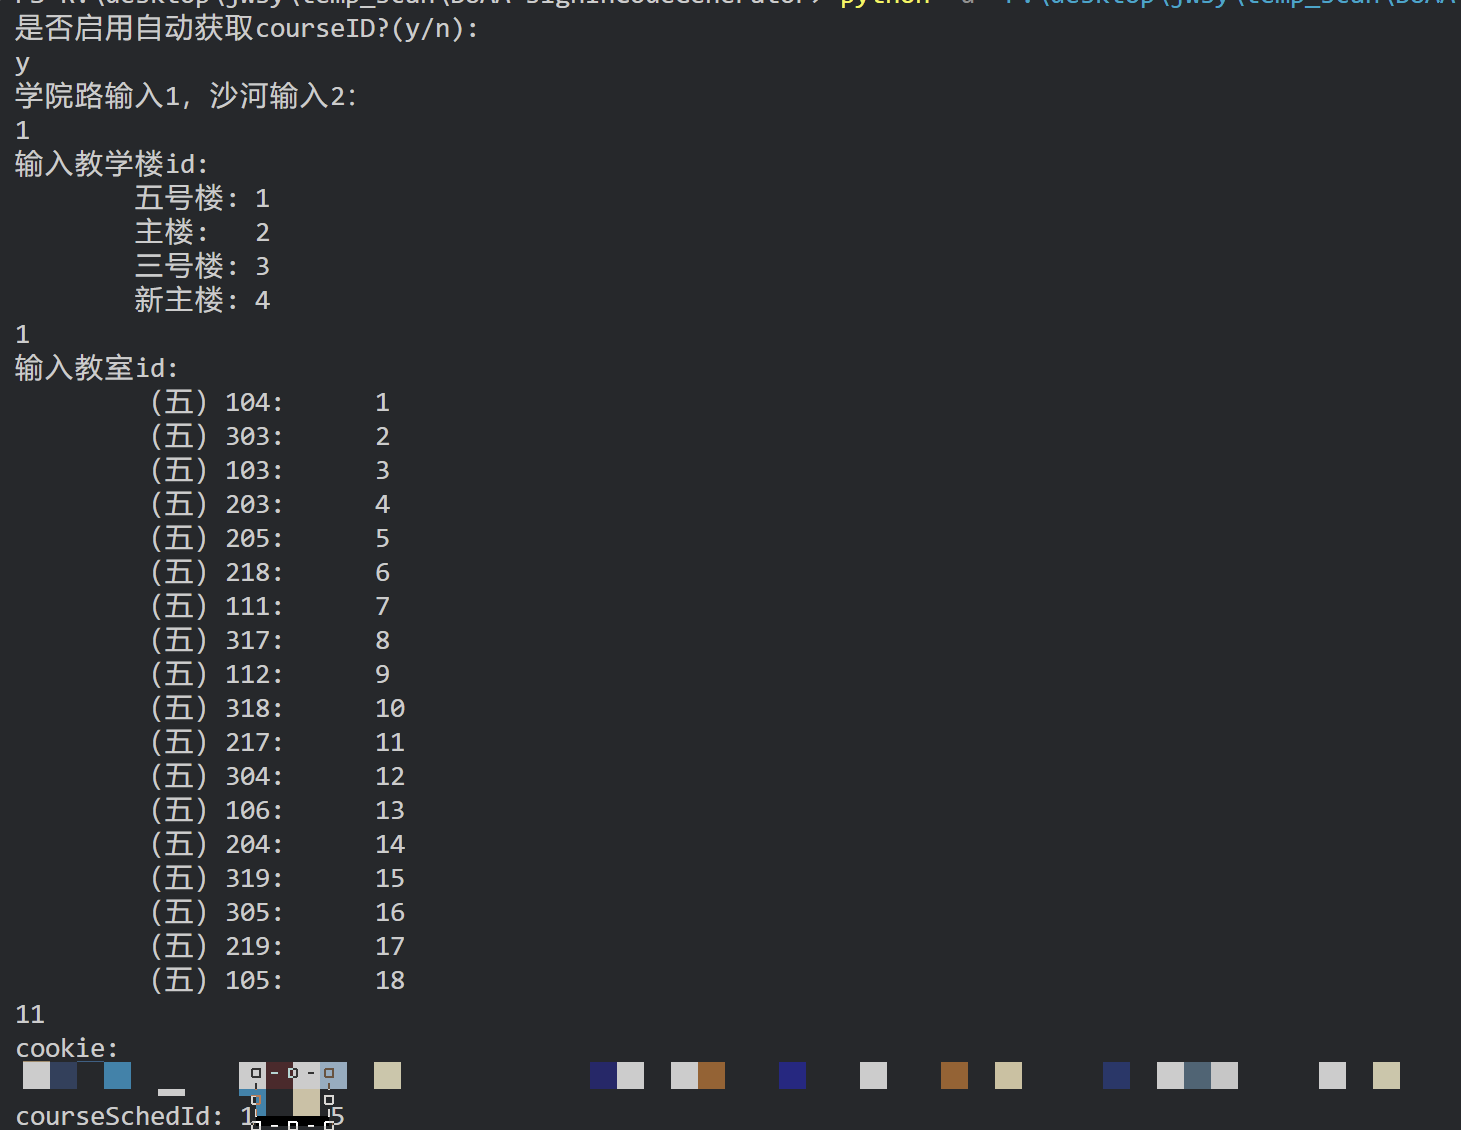 是否启用自动获取courseID?(y/n):
y
学院路输入1, 沙河输入2:
1
输入教学楼id:
五号楼: 1
主楼: 2
三号楼: 3
新主楼: 4
1
输入教室id:
(五)104: 1
(五)303: 2
(五)103: 3
(五)203: 4
(五)205: 5
(五)218: 6
(五)111: 7
(五)317: 8
(五)112: 9
(五)318: 10
(五)217: 11
(五)304: 12
(五)106: 13
(五)204: 14
(五)319: 15
(五)305: 16
(五)219: 17
(五)105: 18
11
cookie:
courseSchedId: 1 5